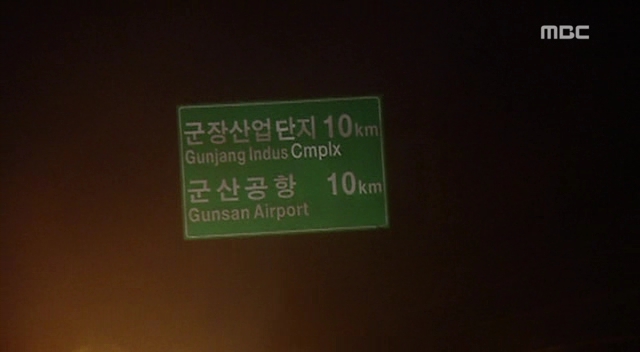 MBC
군장산업단지 10km
Gunjang Indus Cmplx
군산공항 10km
Gunsan Airport